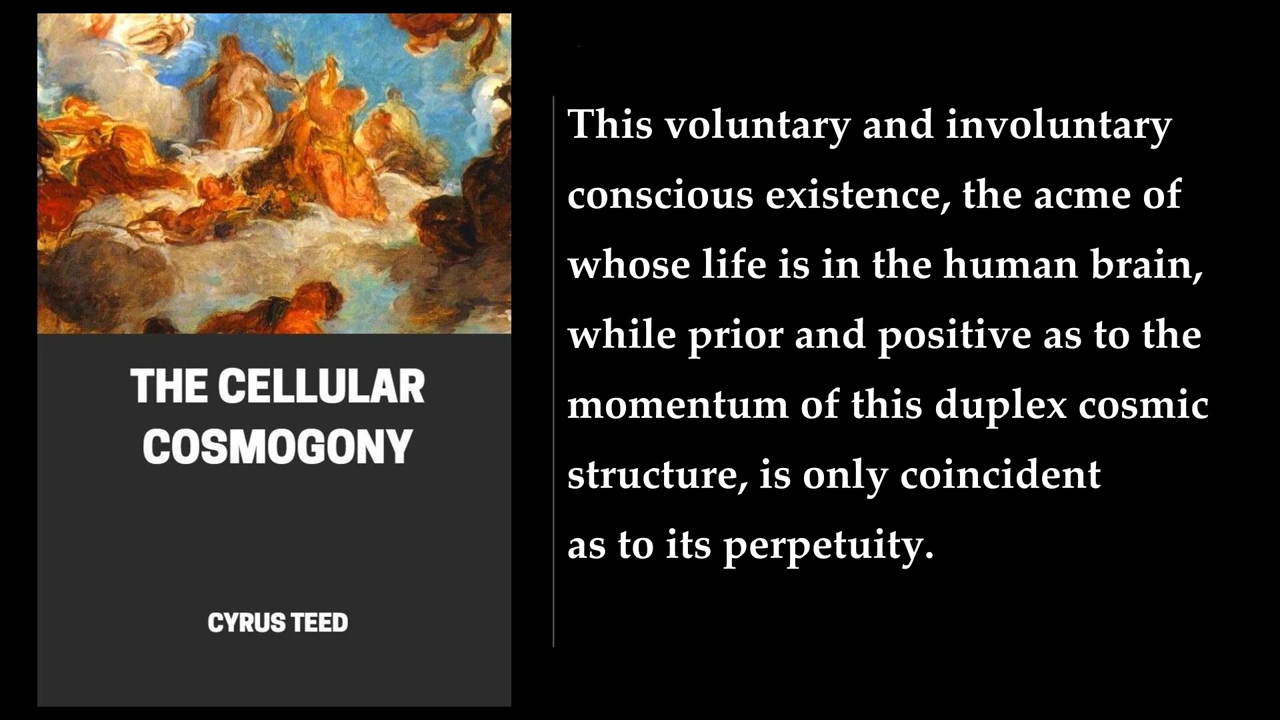 THE CELLULAR
COSMOGONY
CYRUS TEED
This voluntary and involuntary
conscious existence, the acme of
whose life is in the human brain,
while prior and positive as to the
momentum of this duplex cosmic
structure, is only coincident
as to its perpetuity.